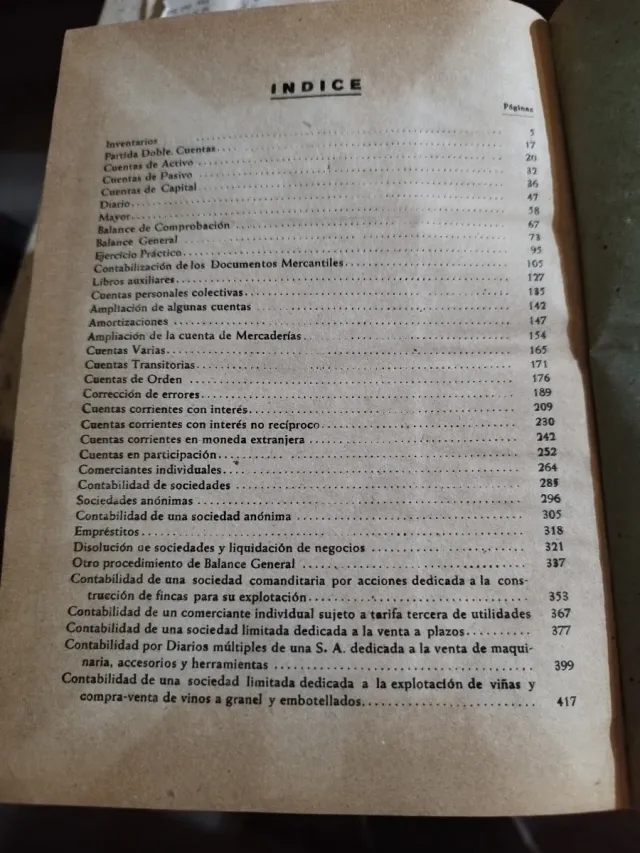 INDICE
Páginas
Inventarios ........ 5
Partida Doble. Cuentas ........ 17
Cuentas de Activo ........ 20
Cuentas de Pasivo ........ 32
Cuentas de Capital ........ 36
Diario ........ 47
Mayor ........ 58
Balance de Comprobación ........ 67
Balance General ........ 73
Ejercicio Práctico ........ 95
Contabilización de los Documentos Mercantiles ........ 105
Libros auxiliares ........ 127
Cuentas personales colectivas ........ 135
Ampliación de algunas cuentas ........ 142
Amortizaciones ........ 147
Ampliación de la cuenta de Mercaderías ........ 154
Cuentas Varias ........ 165
Cuentas Transitorias ........ 171
Cuentas de Orden ........ 176
Corrección de errores ........ 189
Cuentas corrientes con interés ........ 209
Cuentas corrientes con interés no recíproco ........ 230
Cuentas corrientes en moneda extranjera ........ 242
Cuentas en participación ........ 252
Comerciantes individuales ........ 264
Contabilidad de sociedades ........ 285
Sociedades anónimas ........ 296
Contabilidad de una sociedad anónima ........ 305
Empréstitos ........ 318
Disolución de sociedades y liquidación de negocios ........ 321
Otro procedimiento de Balance General ........ 337
Contabilidad de una sociedad comanditaria por acciones dedicada a la cons-
trucción de fincas para su explotación ........ 353
Contabilidad de un comerciante individual sujeto a tarifa tercera de utilidades 367
Contabilidad de una sociedad limitada dedicada a la venta a plazos ........ 377
Contabilidad por Diarios múltiples de una S. A. dedicada a la venta de maqui-
naria, accesorios y herramientas ........ 399
Contabilidad de una sociedad limitada dedicada a la explotación de viñas y
compra-venta de vinos a granel y embotellados ........ 417